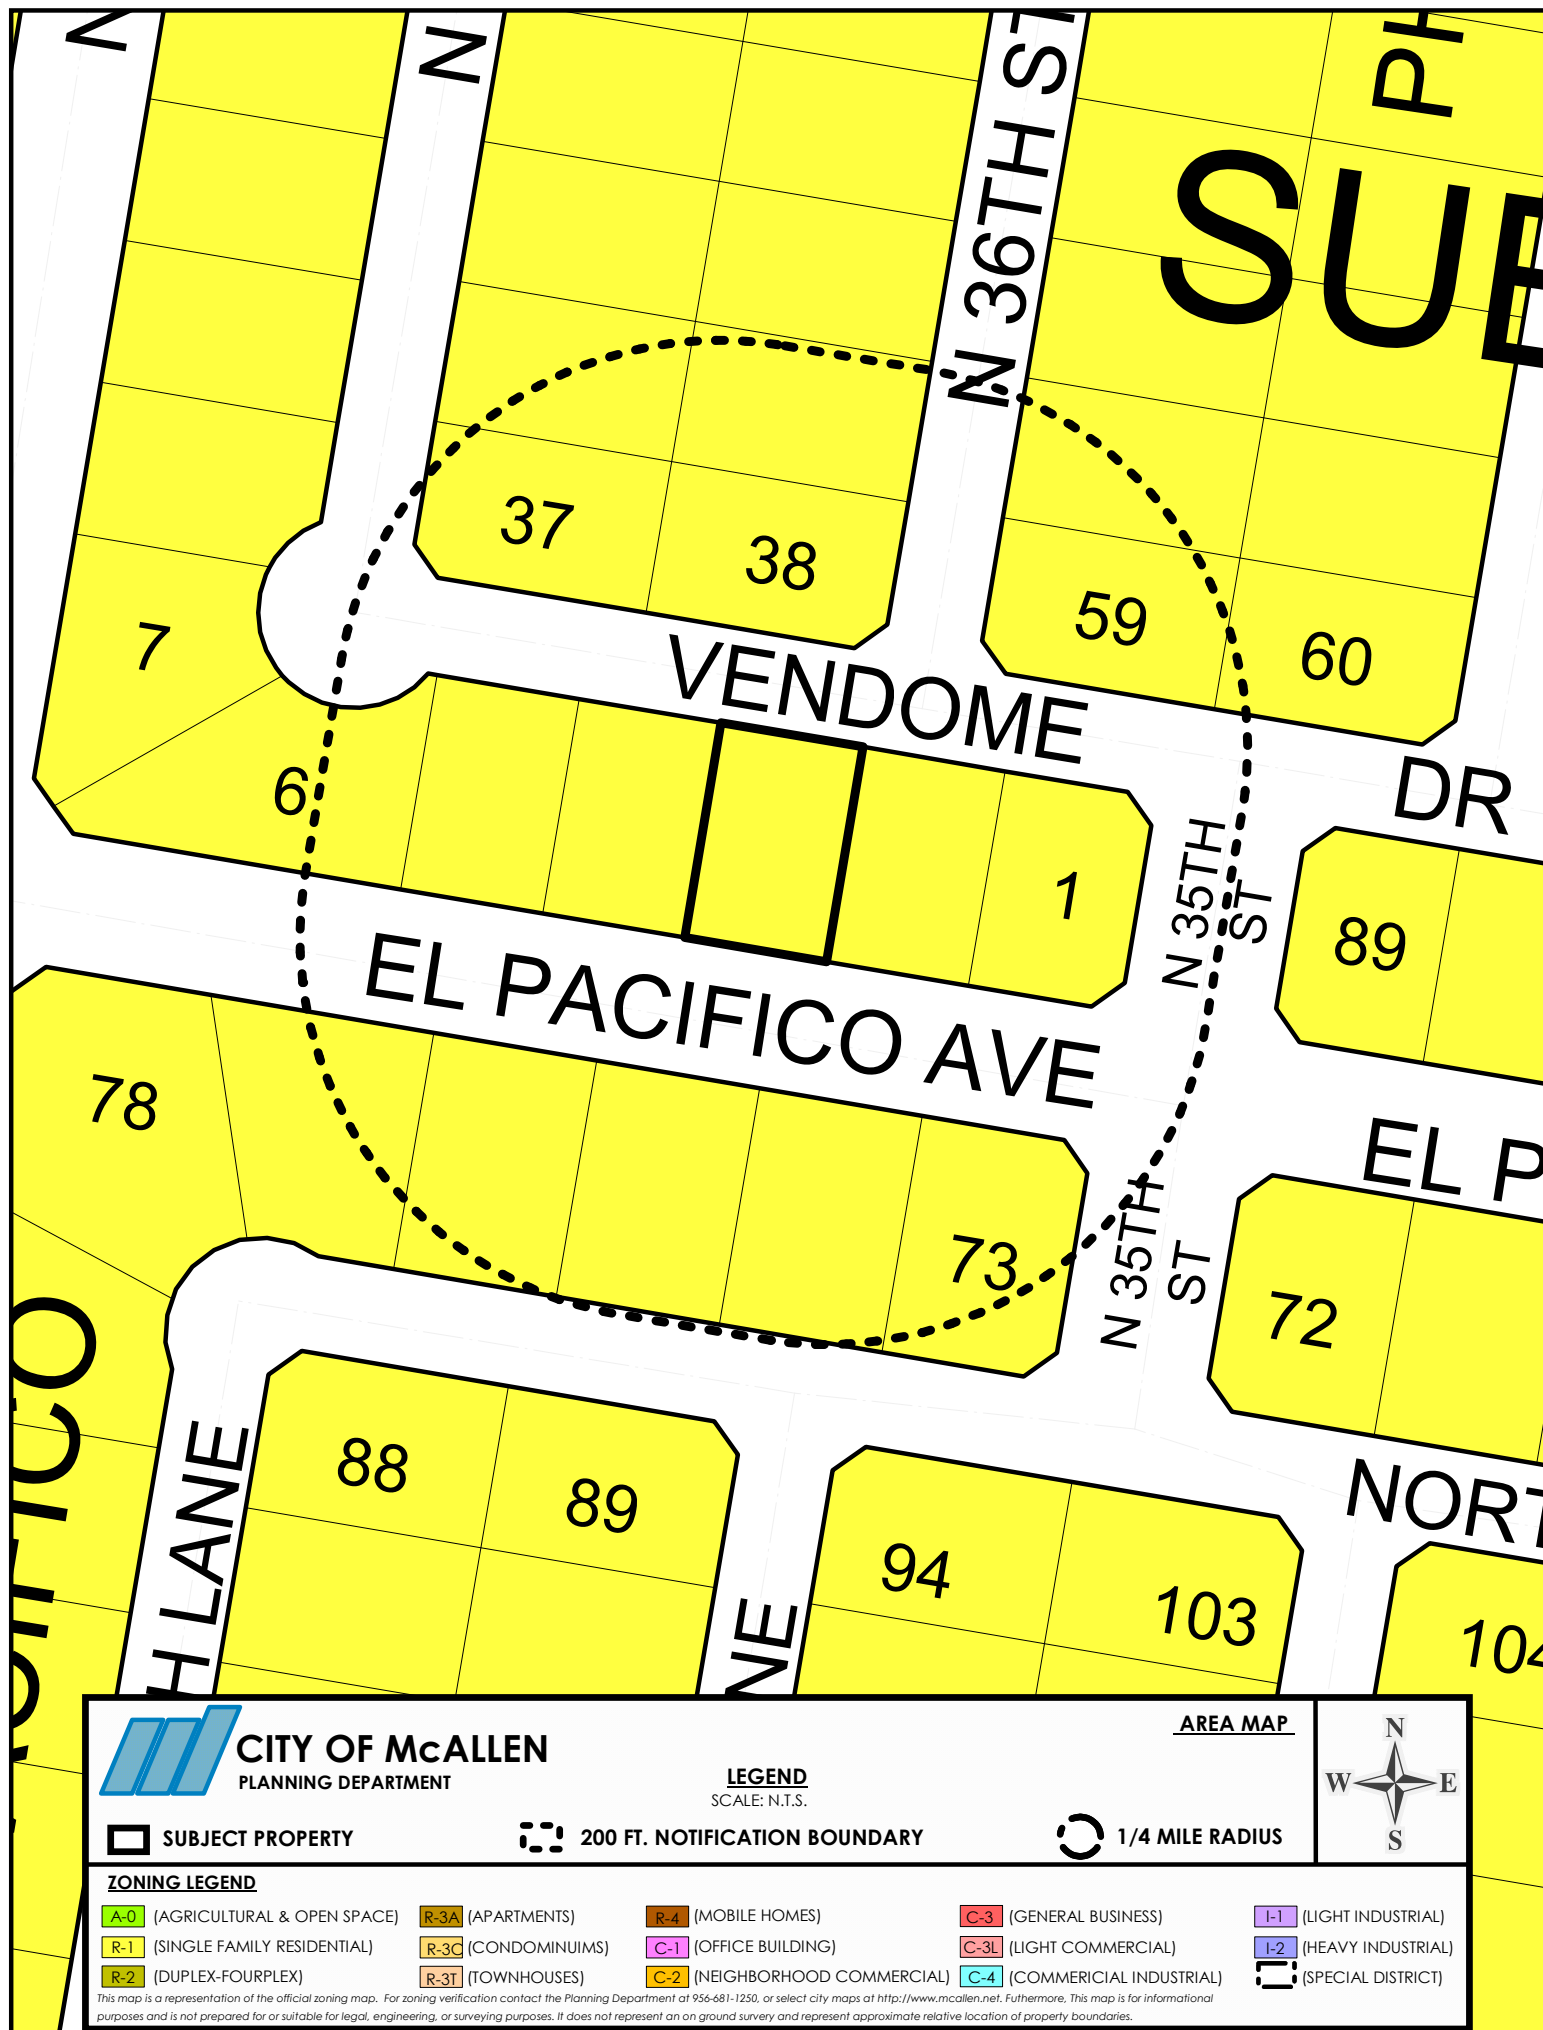 N
N
N 36TH ST
PH
SUB
37
38
59
60
7
VENDOME
DR
6
1
N 35TH
ST
89
EL PACIFICO AVE
78
EL P
73
N 35TH
ST
72
88
89
94
103
104
NORT
H LANE
NE
CITY OF McALLEN
PLANNING DEPARTMENT
AREA MAP
LEGEND
SCALE: N.T.S.
N
W
E
S
SUBJECT PROPERTY
200 FT. NOTIFICATION BOUNDARY
1/4 MILE RADIUS
ZONING LEGEND
A-0 (AGRICULTURAL & OPEN SPACE)
R-3A (APARTMENTS)
R-4 (MOBILE HOMES)
C-3 (GENERAL BUSINESS)
I-1 (LIGHT INDUSTRIAL)
R-1 (SINGLE FAMILY RESIDENTIAL)
R-3C (CONDOMINUIMS)
C-1 (OFFICE BUILDING)
C-3L (LIGHT COMMERCIAL)
I-2 (HEAVY INDUSTRIAL)
R-2 (DUPLEX-FOURPLEX)
R-3T (TOWNHOUSES)
C-2 (NEIGHBORHOOD COMMERCIAL)
C-4 (COMMERICIAL INDUSTRIAL)
(SPECIAL DISTRICT)
This map is a representation of the official zoning map. For zoning verification contact the Planning Department at 956-681-1250, or select city maps at http://www.mcallen.net. Futhermore, This map is for informational
purposes and is not prepared for or suitable for legal, engineering, or surveying purposes. It does not represent an on ground survery and represent approximate relative location of property boundaries.